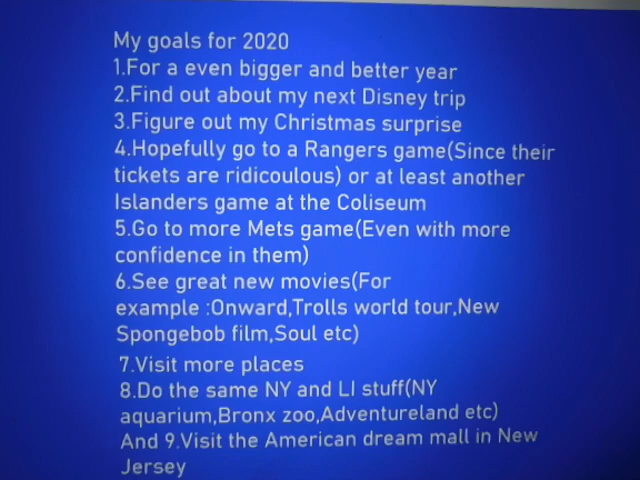 My goals for 2020
1.For a even bigger and better year
2.Find out about my next Disney trip
3.Figure out my Christmas surprise
4.Hopefully go to a Rangers game(Since their
tickets are ridicoulous) or at least another
Islanders game at the Coliseum
5.Go to more Mets game(Even with more
confidence in them)
6.See great new movies(For
example :Onward,Trolls world tour,New
Spongebob film,Soul etc)
7.Visit more places
8.Do the same NY and LI stuff(NY
aquarium,Bronx zoo,Adventureland etc)
And 9.Visit the American dream mall in New
Jersey